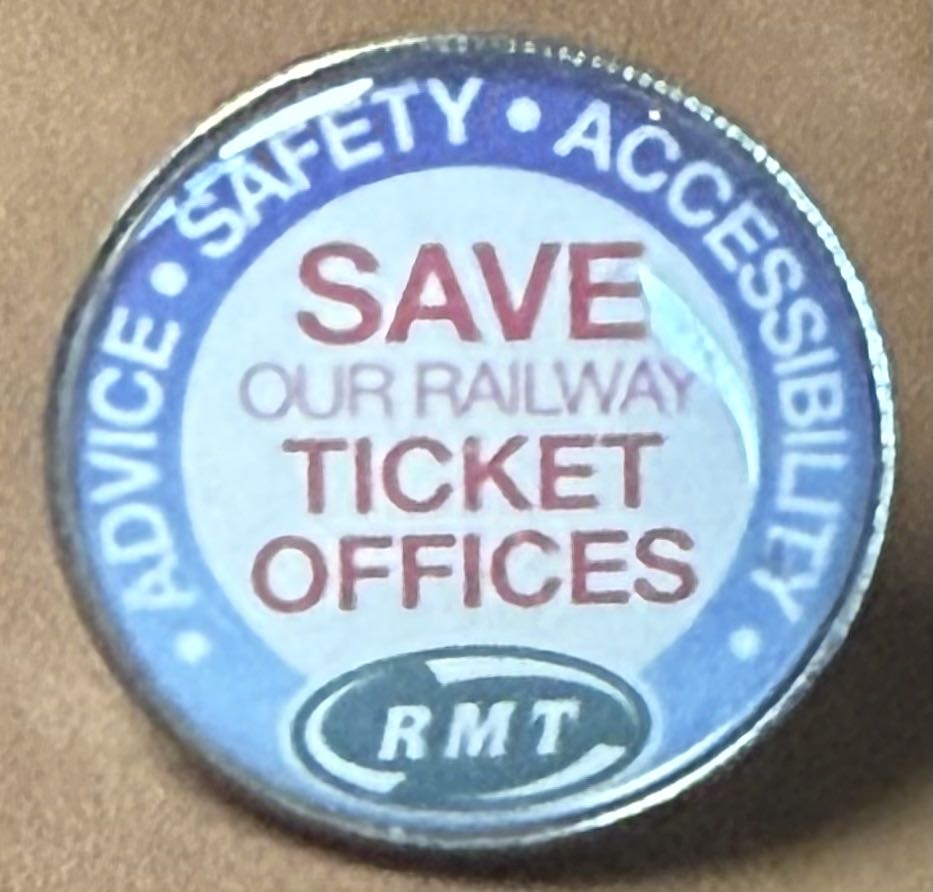 • ADVICE • SAFETY • ACCESSIBILITY •
SAVE
OUR RAILWAY
TICKET
OFFICES
RMT